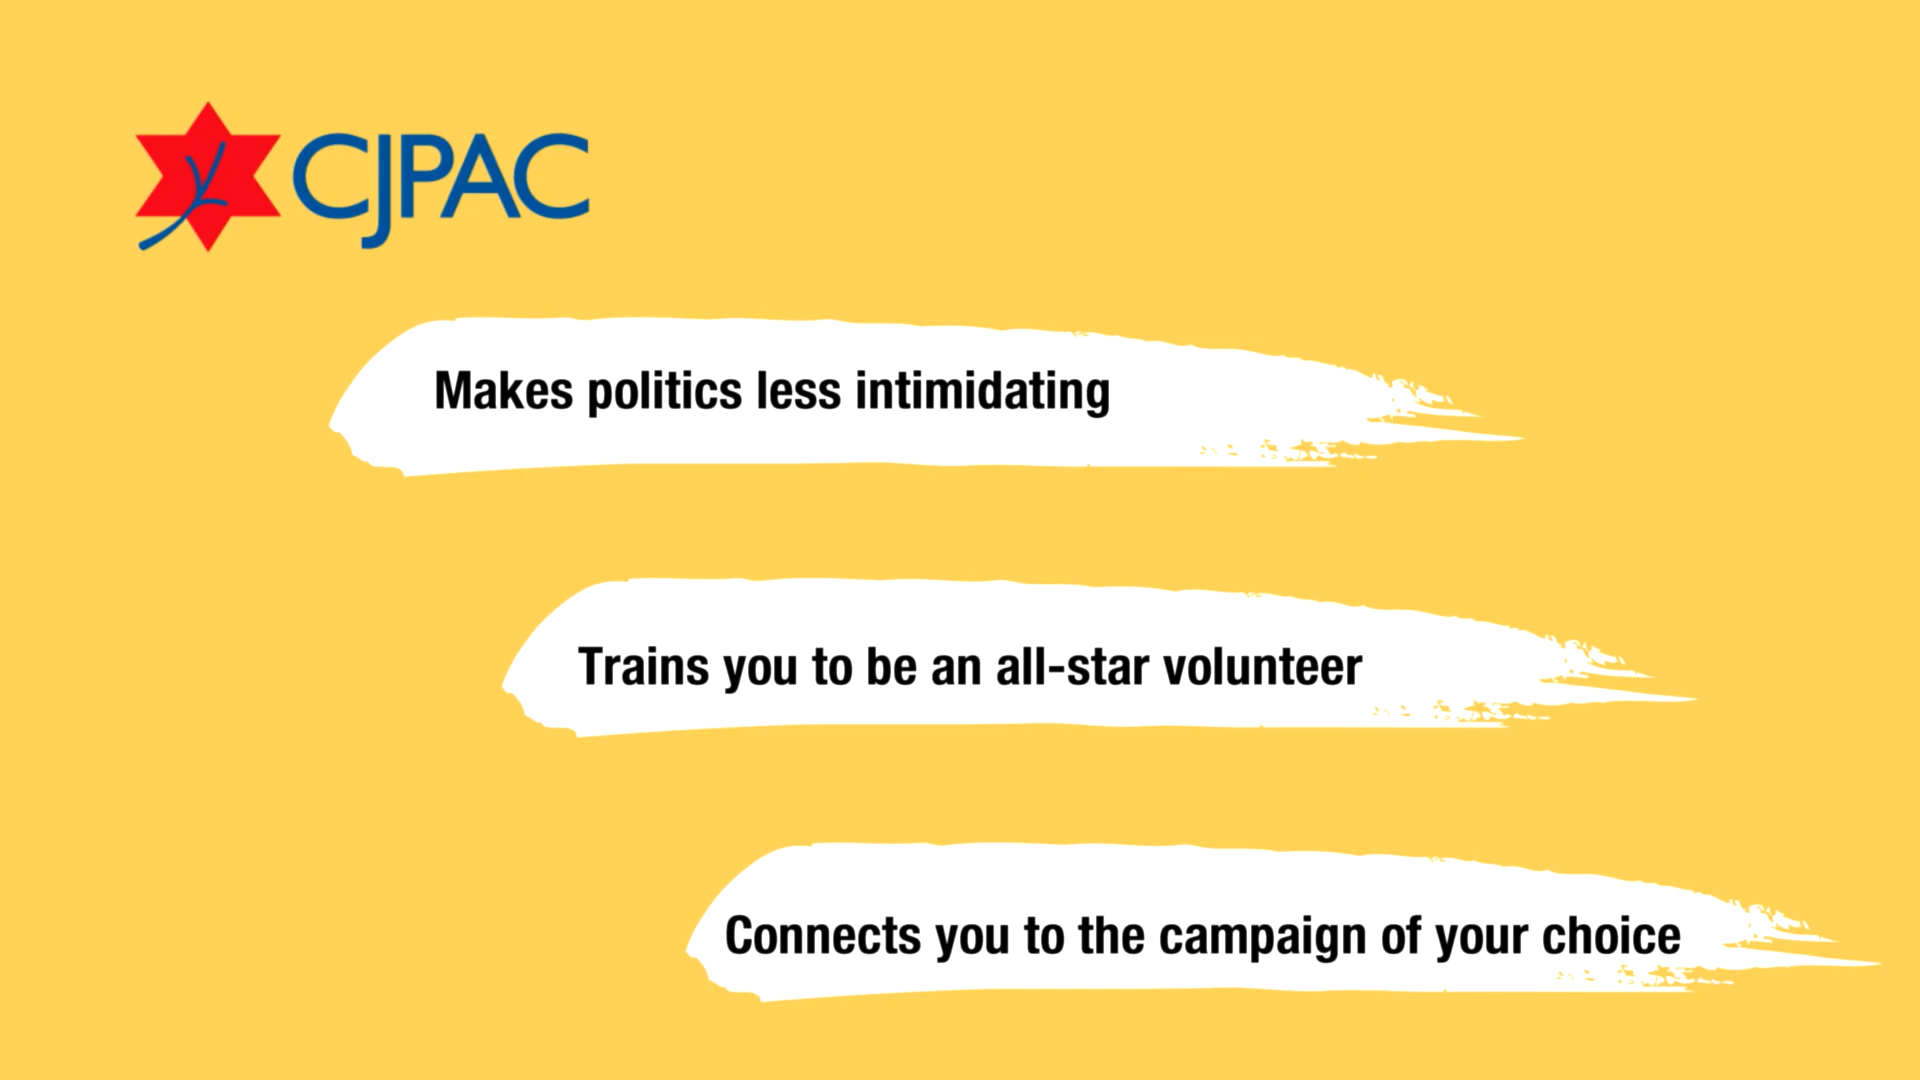 CJPAC
Makes politics less intimidating
Trains you to be an all-star volunteer
Connects you to the campaign of your choice